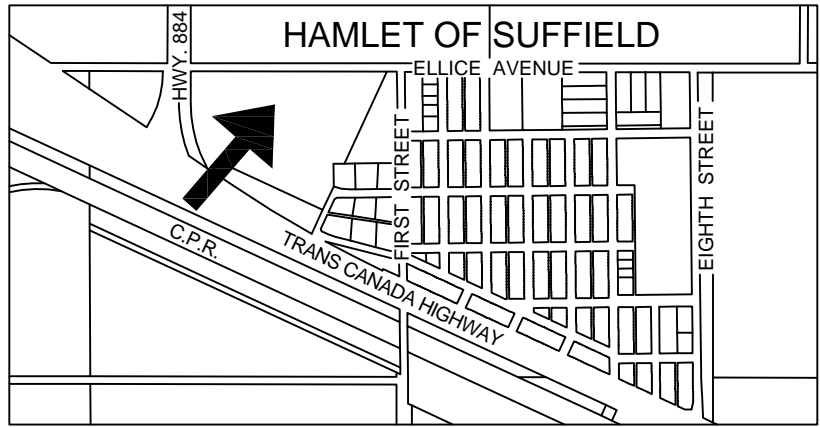 HAMLET OF SUFFIELD
ELLICE AVENUE
HWY. 884
FIRST STREET
EIGHTH STREET
C.P.R.
TRANS CANADA HIGHWAY